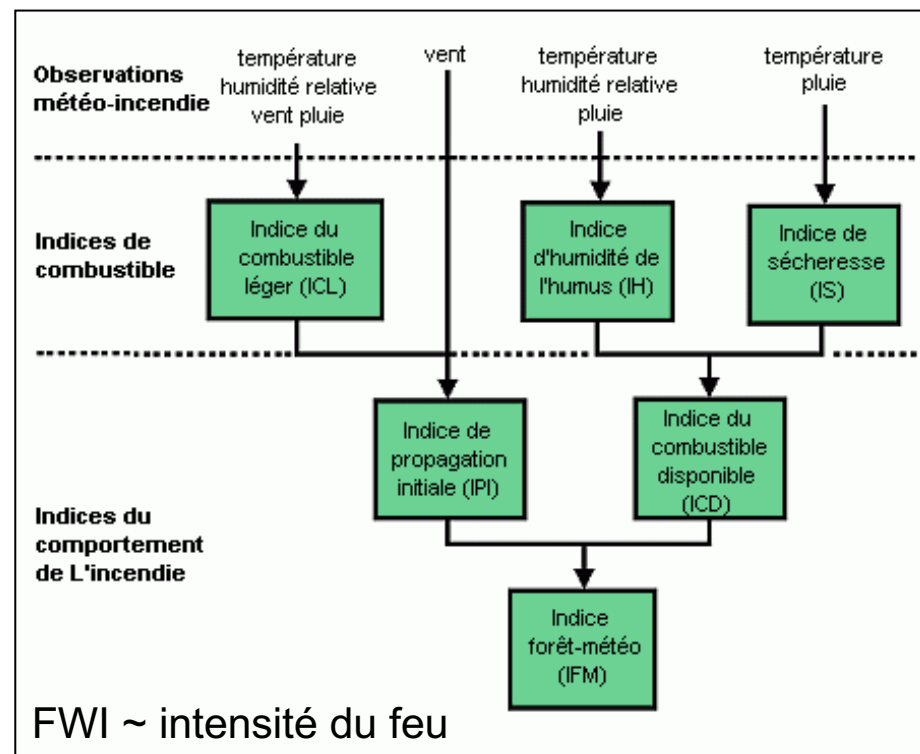 Observations
météo-incendie
température
humidité relative
vent pluie
vent
température
humidité relative
pluie
température
pluie
Indices de
combustible
Indice du
combustible
léger (ICL)
Indice
d'humidité de
l'humus (IH)
Indice de
sécheresse
(IS)
Indices du
comportement
de L'incendie
Indice de
propagation
initiale (IPI)
Indice du
combustible
disponible
(ICD)
Indice
forêt-météo
(IFM)
FWI ~ intensité du feu